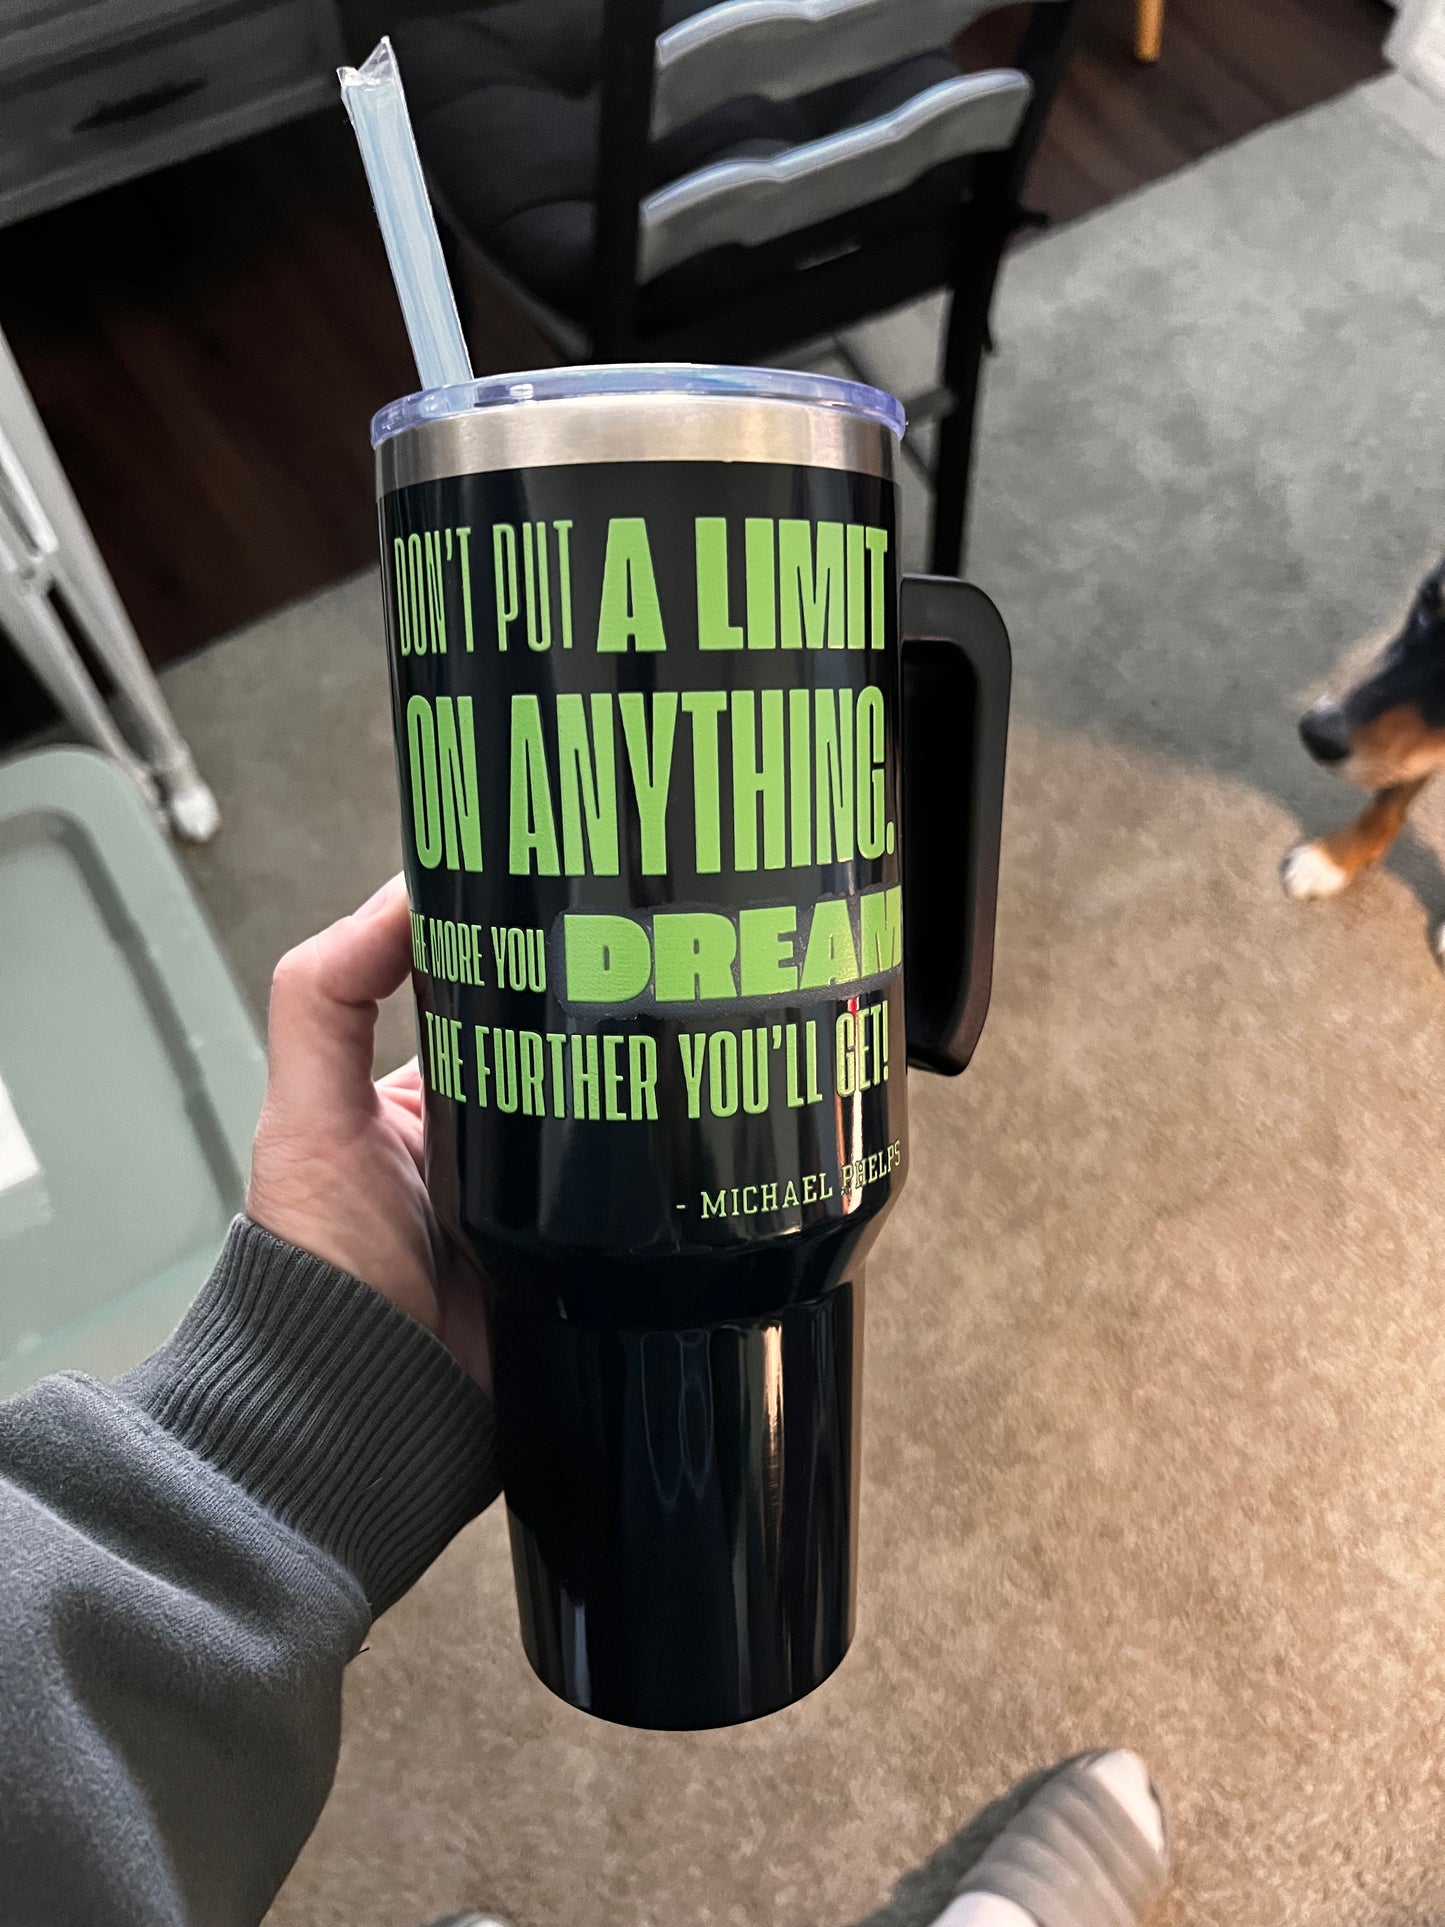 DON'T PUT A LIMIT
ON ANYTHING.
THE MORE YOU DREAM
THE FURTHER YOU'LL GET!
- MICHAEL PHELPS